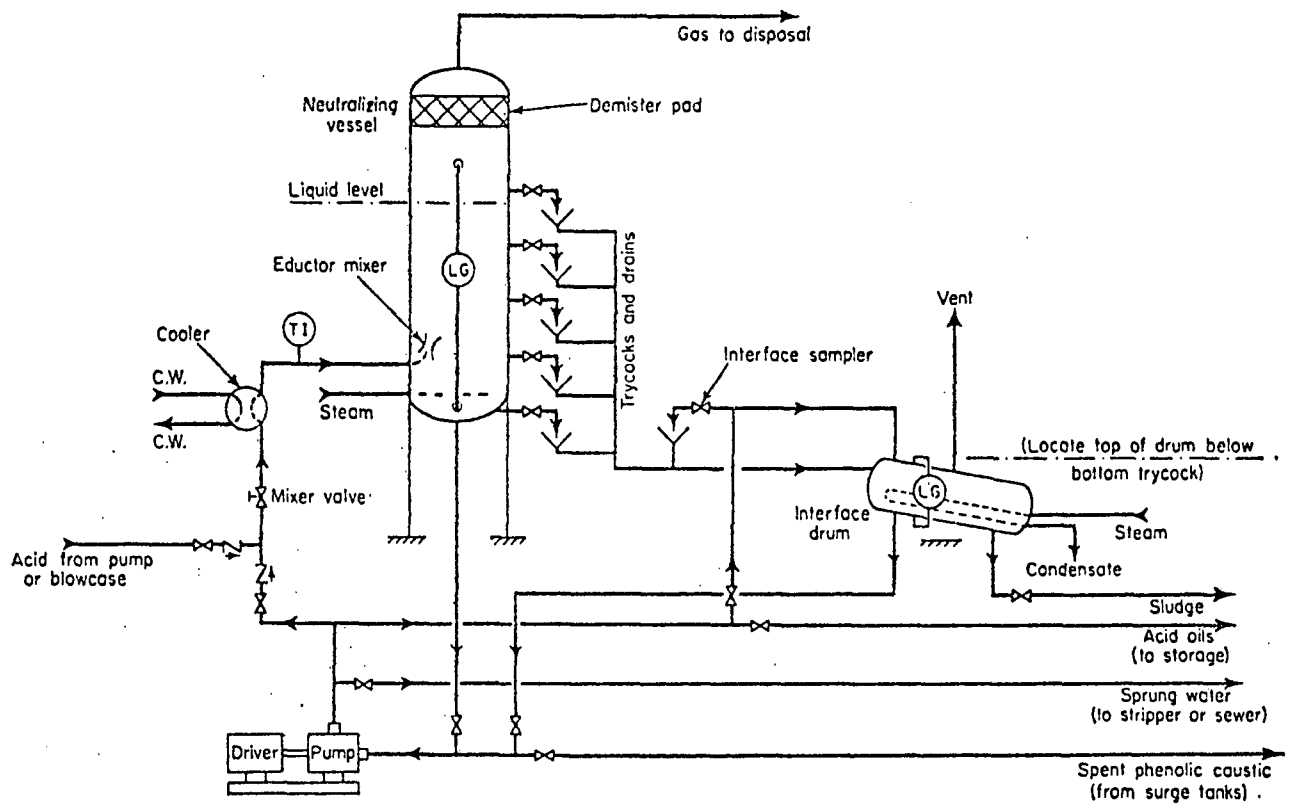 Gas to disposal
Neutralizing
vessel
Demister pad
Liquid level
LG
Eductor mixer
Trycocks and drains
TI
Cooler
C.W.
C.W.
Steam
Interface sampler
Vent
(Locate top of drum below
bottom trycock)
LG
Interface
drum
Steam
Condensate
Mixer valve
Acid from pump
or blowcase
Sludge
Acid oils
(to storage)
Sprung water
(to stripper or sewer)
Driver
Pump
Spent phenolic caustic
(from surge tanks)